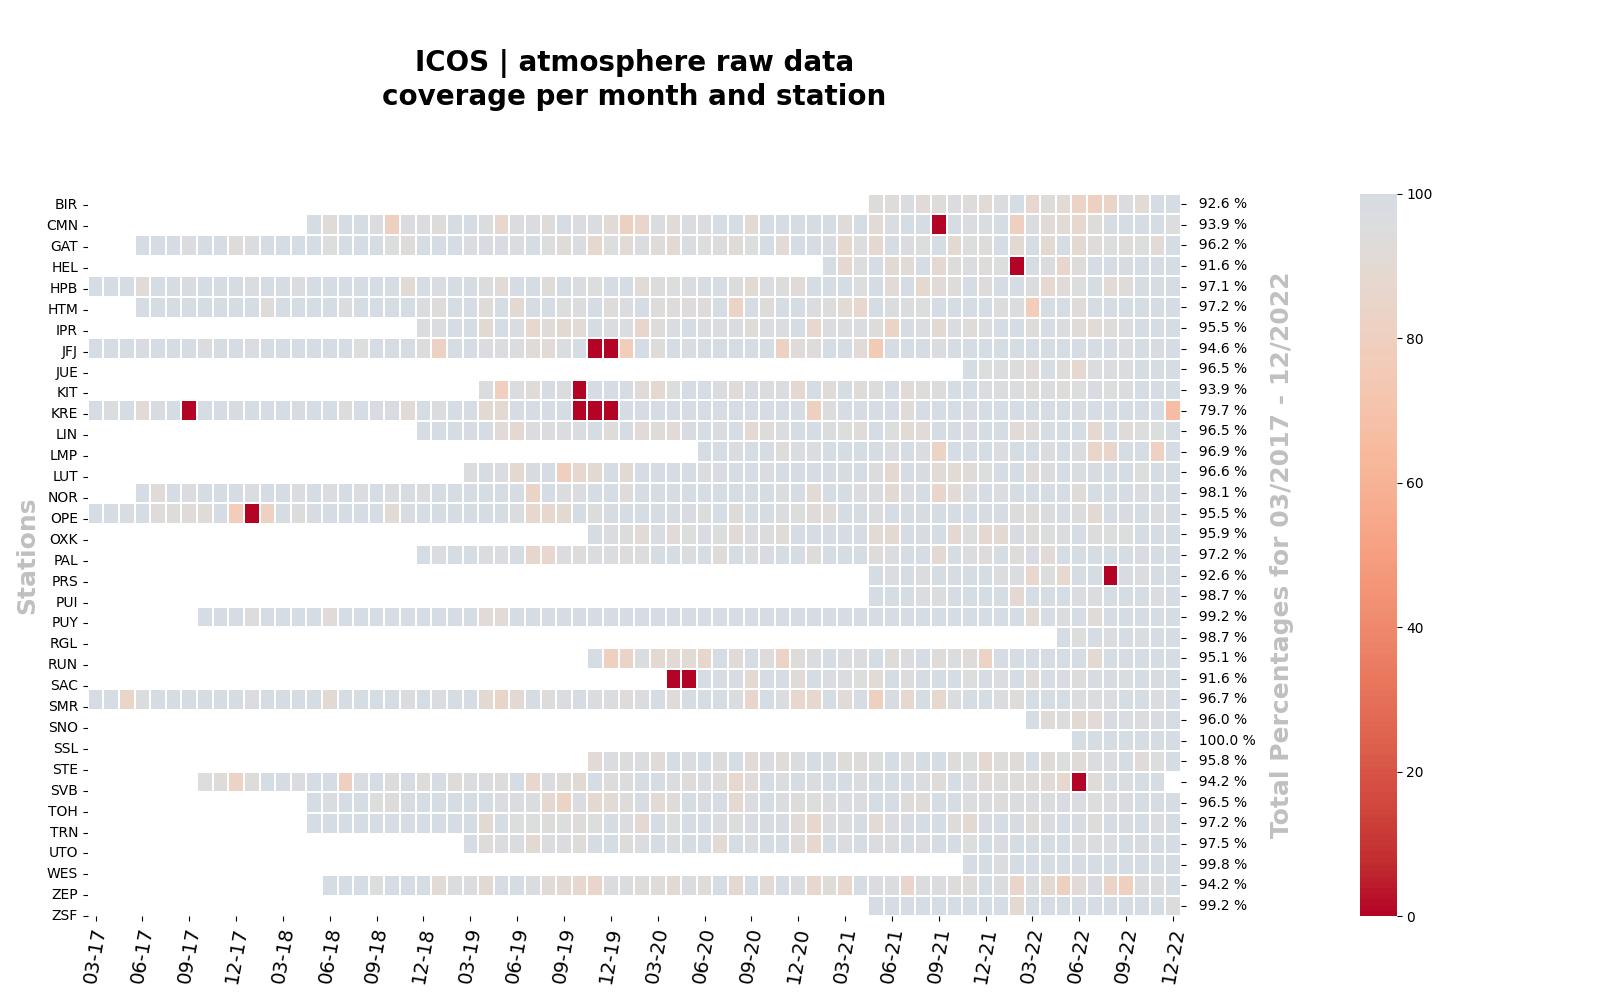 ICOS | atmosphere raw data
coverage per month and station
Stations
BIR
CMN
GAT
HEL
HPB
HTM
IPR
JFJ
JUE
KIT
KRE
LIN
LMP
LUT
NOR
OPE
OXK
PAL
PRS
PUI
PUY
RGL
RUN
SAC
SMR
SNO
SSL
STE
SVB
TOH
TRN
UTO
WES
ZEP
ZSF
92.6 %
93.9 %
96.2 %
91.6 %
97.1 %
97.2 %
95.5 %
94.6 %
96.5 %
93.9 %
79.7 %
96.5 %
96.9 %
96.6 %
98.1 %
95.5 %
95.9 %
97.2 %
92.6 %
98.7 %
99.2 %
98.7 %
95.1 %
91.6 %
96.7 %
96.0 %
100.0 %
95.8 %
94.2 %
96.5 %
97.2 %
97.5 %
99.8 %
94.2 %
99.2 %
Total Percentages for 03/2017 - 12/2022
100
80
60
40
20
0
03-17
06-17
09-17
12-17
03-18
06-18
09-18
12-18
03-19
06-19
09-19
12-19
03-20
06-20
09-20
12-20
03-21
06-21
09-21
12-21
03-22
06-22
09-22
12-22